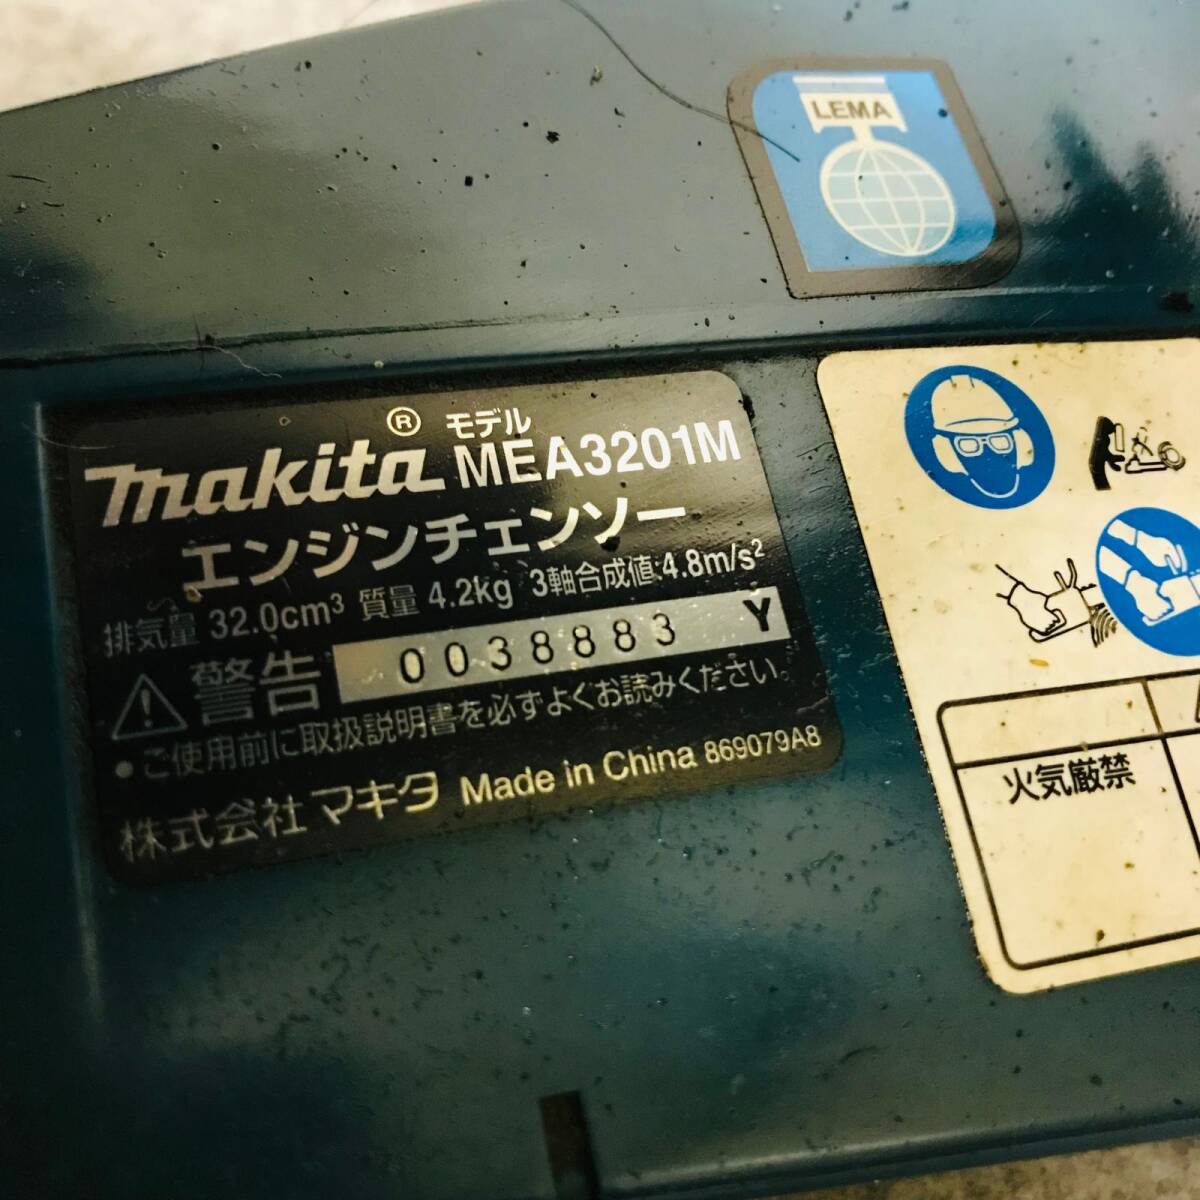 LEMA
makita® モデル MEA3201M
エンジンチェンソー
排気量 32.0cm³ 質量 4.2kg 3軸合成値 4.8m/s²
警告 0038883 Y
• ご使用前に取扱説明書を必ずよくお読みください。
株式会社 マキタ Made in China 869079A8
火気厳禁